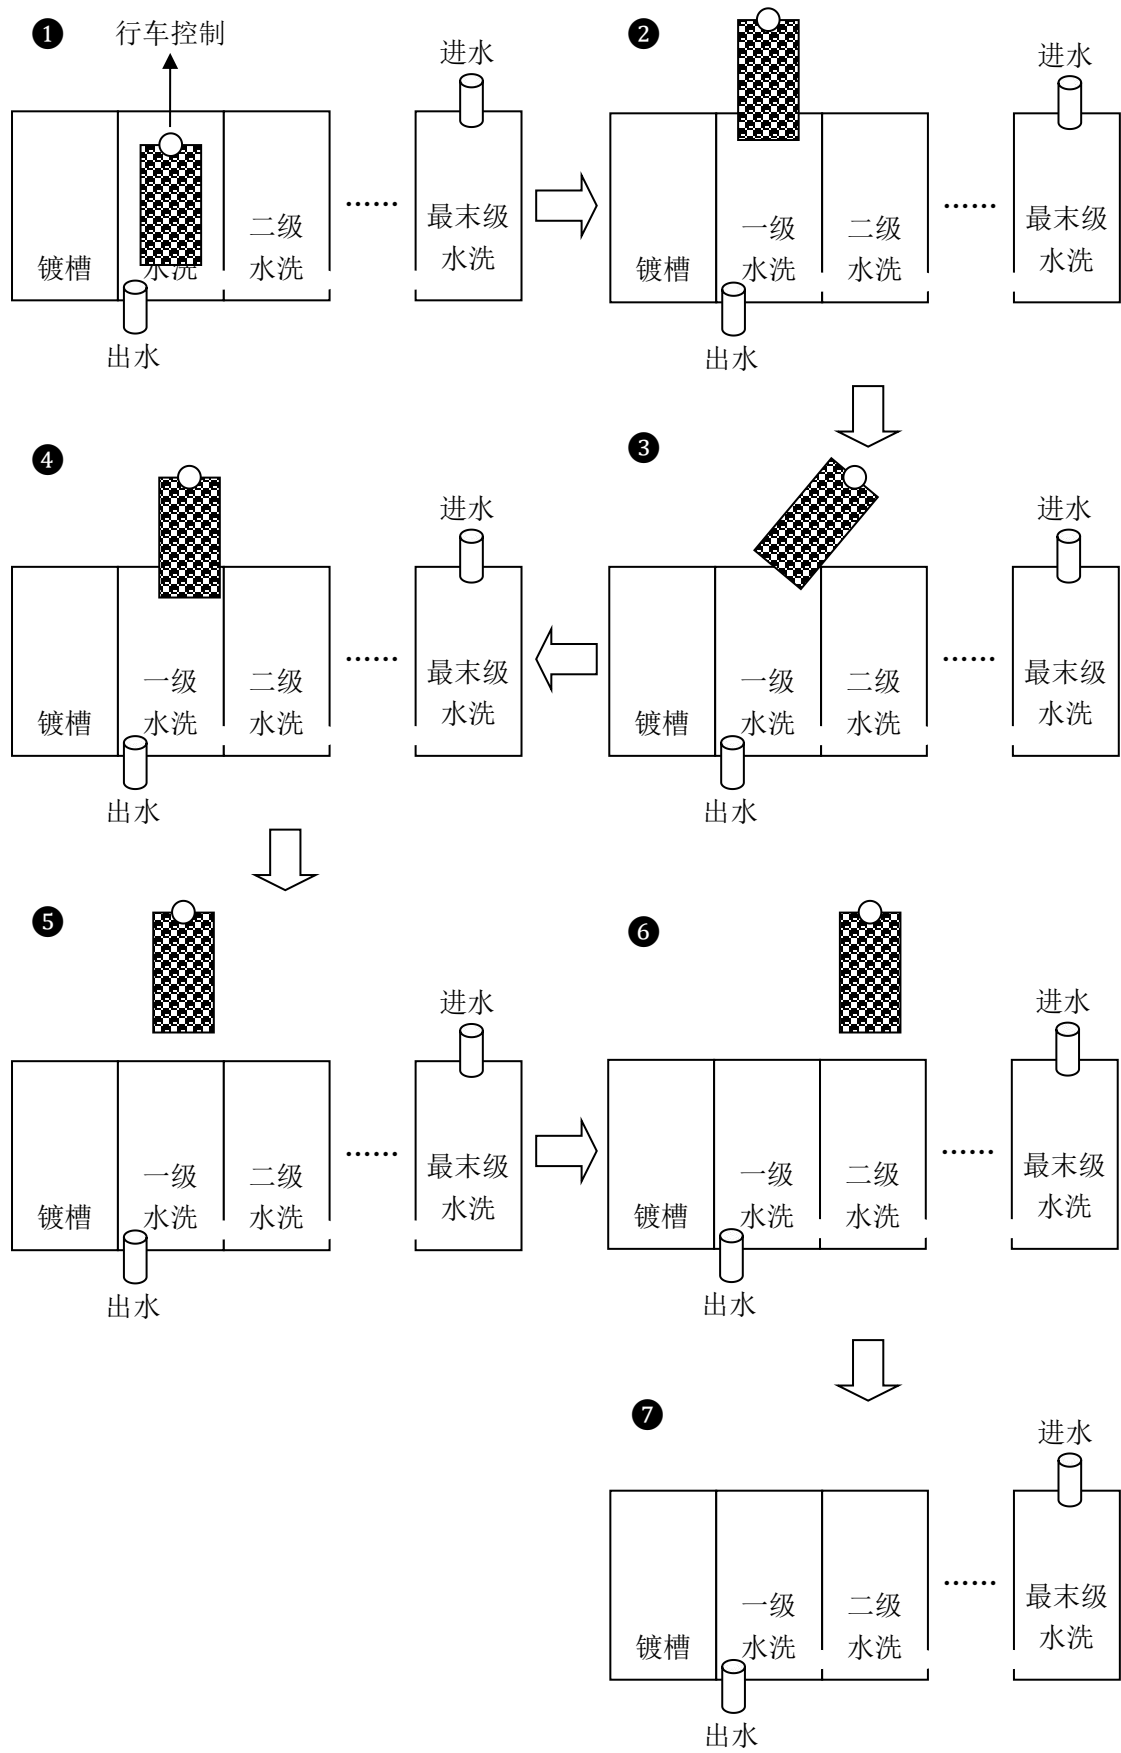 ❶
行车控制
进水
镀槽
水洗
二级
水洗
……
最末级
水洗
出水
❷
进水
镀槽
一级
水洗
二级
水洗
……
最末级
水洗
出水
❸
进水
镀槽
一级
水洗
二级
水洗
……
最末级
水洗
出水
❹
进水
镀槽
一级
水洗
二级
水洗
……
最末级
水洗
出水
❺
进水
镀槽
一级
水洗
二级
水洗
……
最末级
水洗
出水
❻
进水
镀槽
一级
水洗
二级
水洗
……
最末级
水洗
出水
❼
进水
镀槽
一级
水洗
二级
水洗
……
最末级
水洗
出水